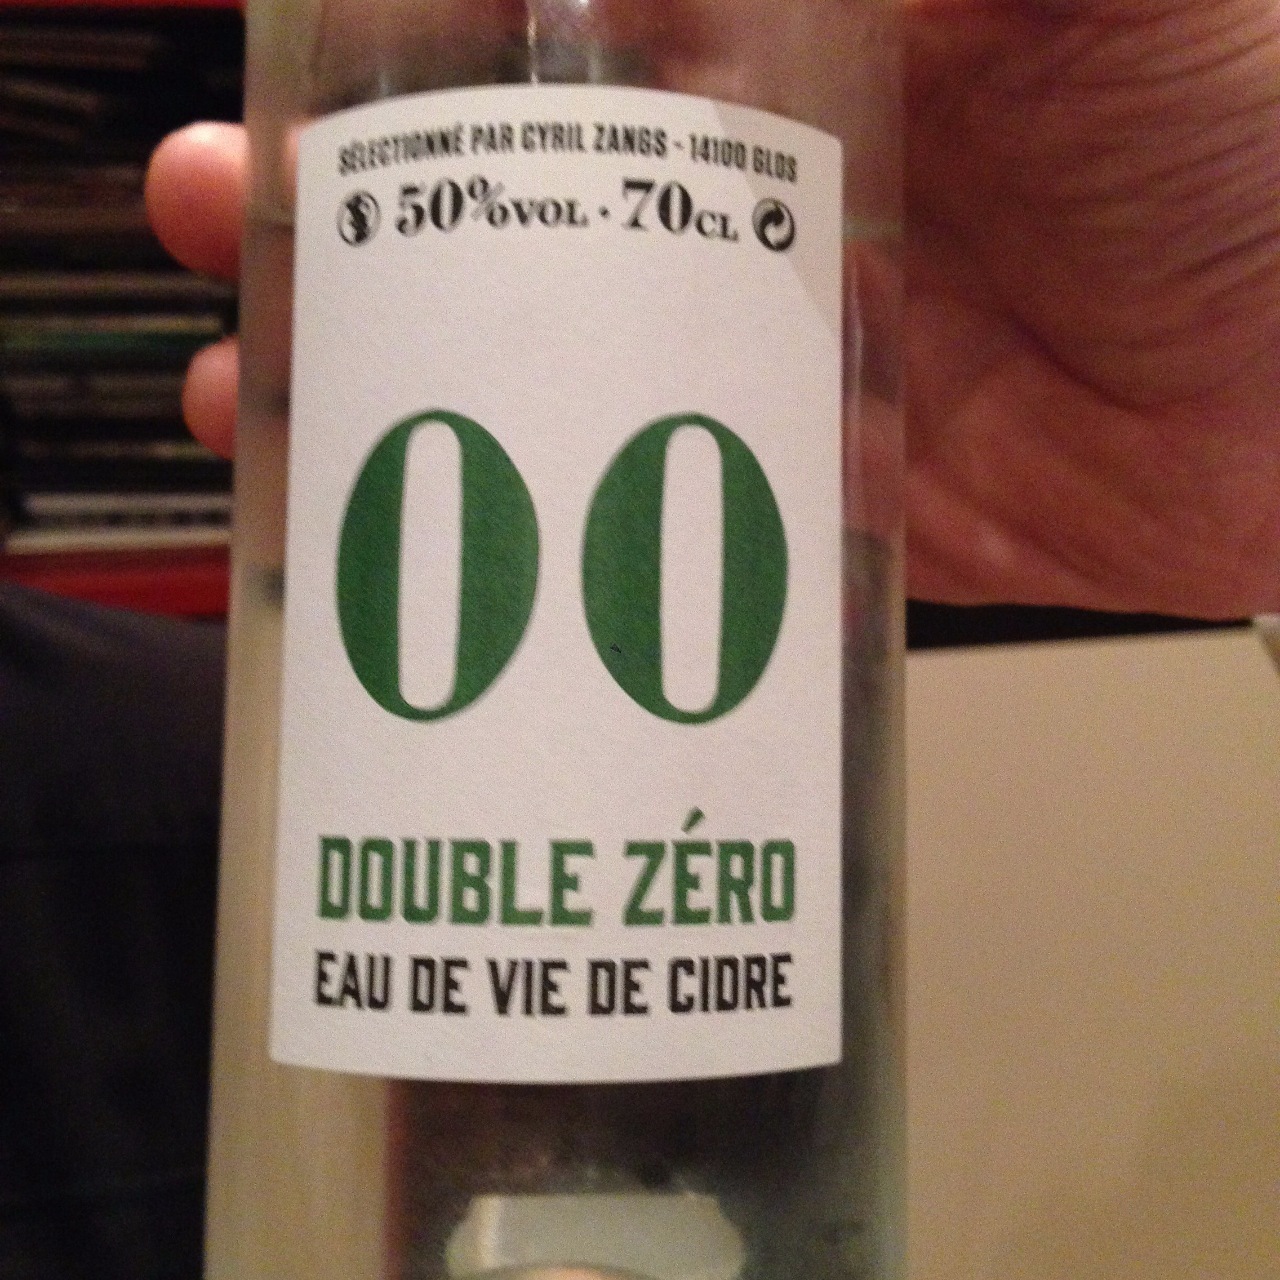 SÉLECTIONNÉ PAR CYRIL ZANGS - 14100 GLOS
50%VOL · 70CL
00
DOUBLE ZÉRO
EAU DE VIE DE CIDRE